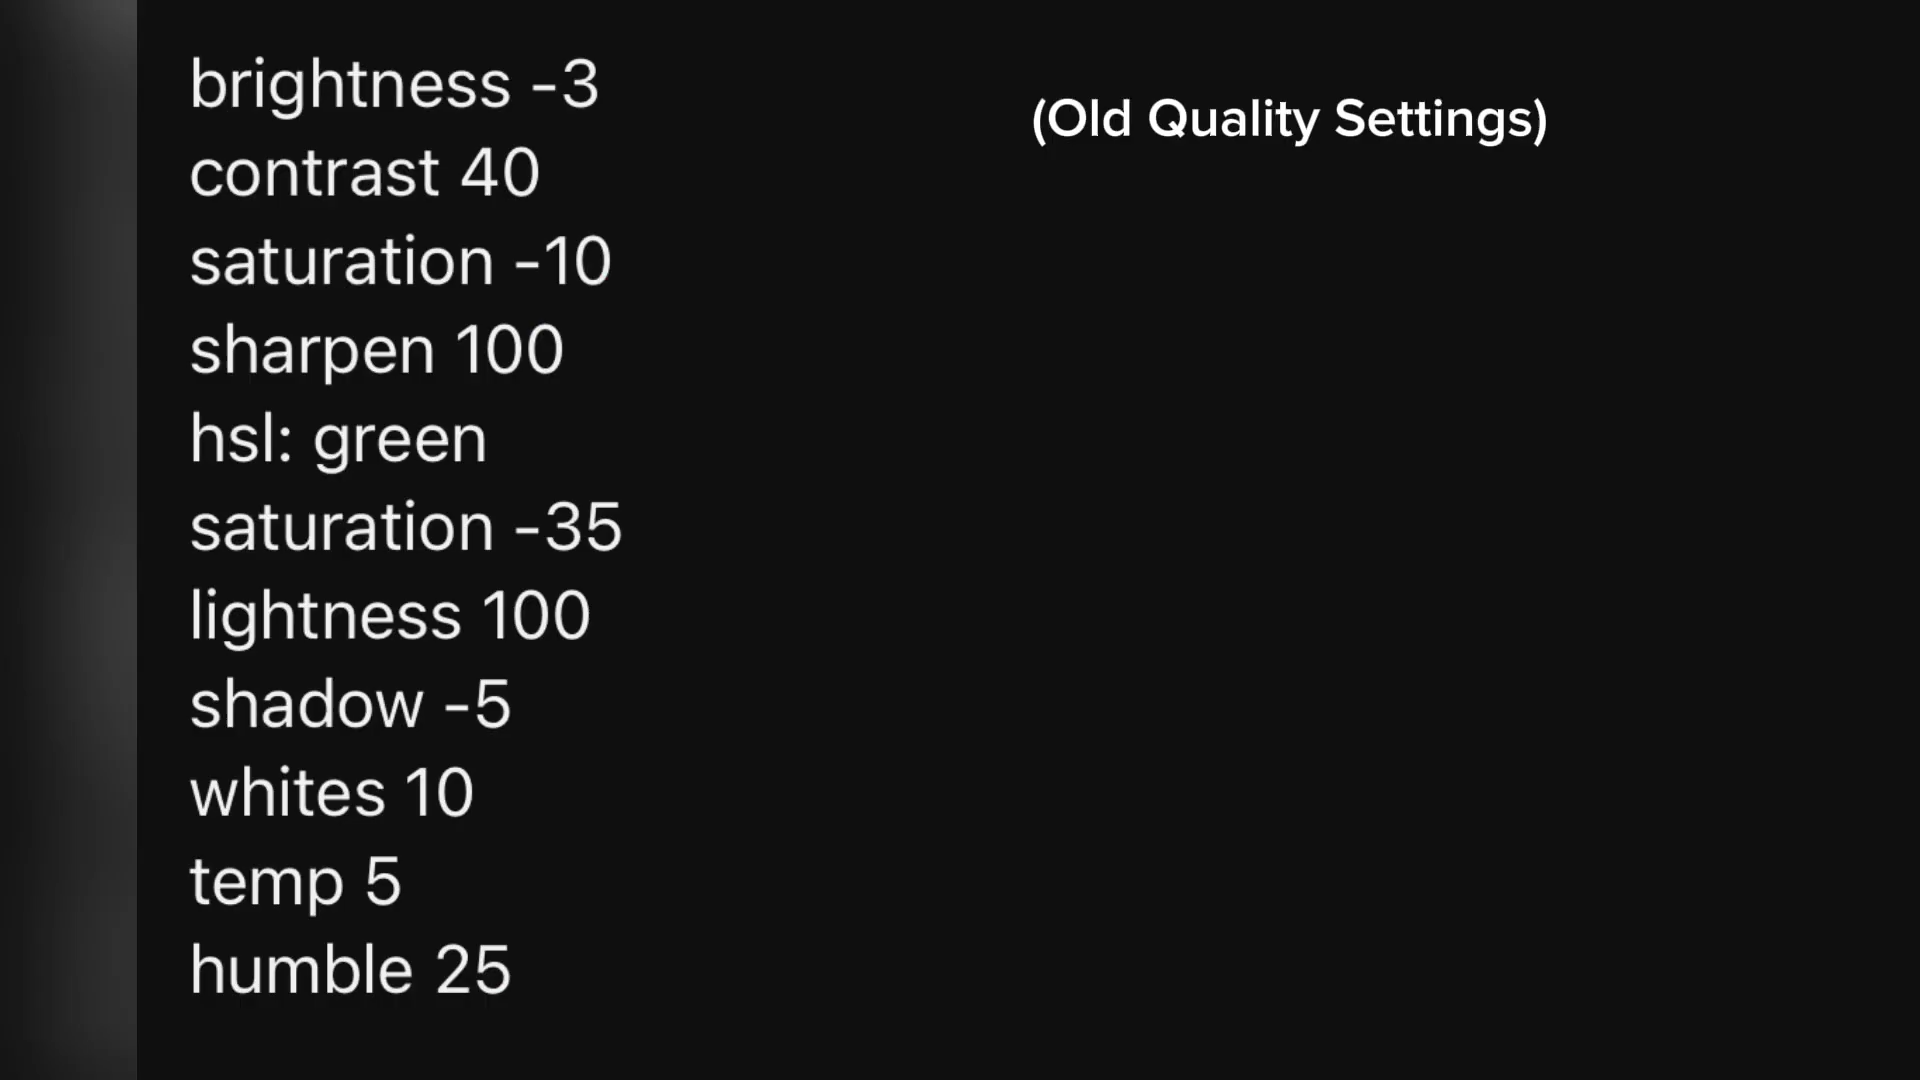 brightness -3
(Old Quality Settings)
contrast 40
saturation -10
sharpen 100
hsl: green
saturation -35
lightness 100
shadow -5
whites 10
temp 5
humble 25